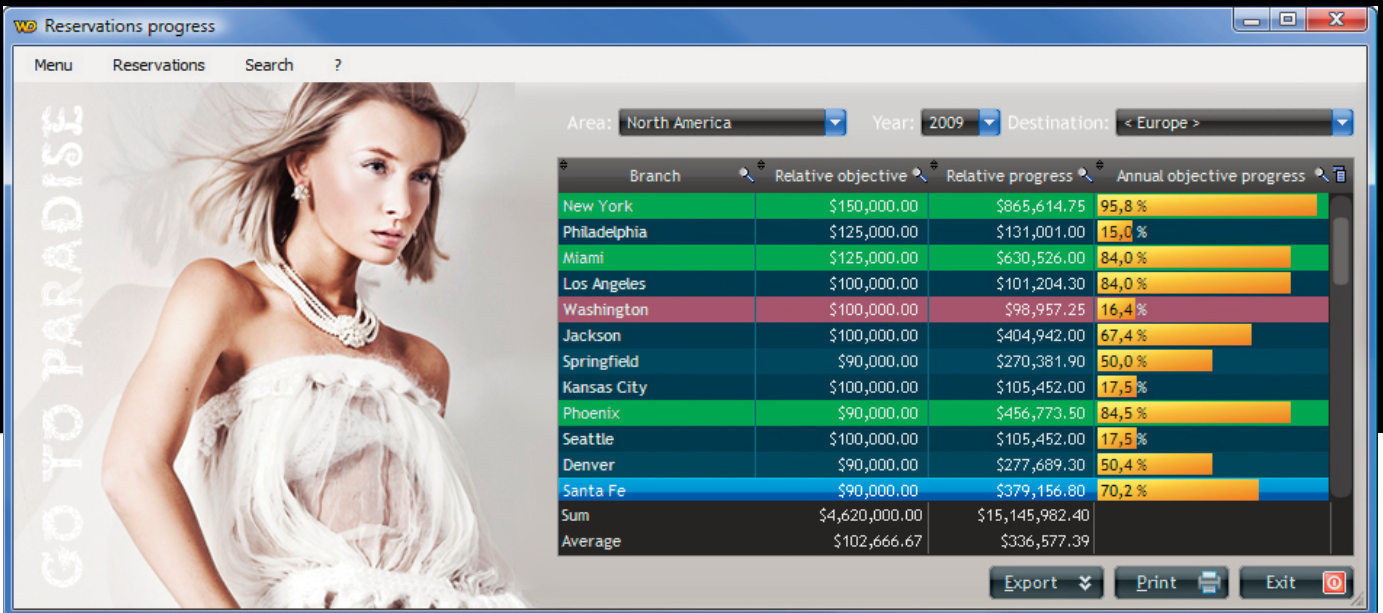 WD Reservations progress
Menu Reservations Search ?
GO TO PARADISE
Area: North America Year: 2009 Destination: < Europe >
Branch Relative objective Relative progress Annual objective progress
New York $150,000.00 $865,614.75 95,8 %
Philadelphia $125,000.00 $131,001.00 15,0 %
Miami $125,000.00 $630,526.00 84,0 %
Los Angeles $100,000.00 $101,204.30 84,0 %
Washington $100,000.00 $98,957.25 16,4 %
Jackson $100,000.00 $404,942.00 67,4 %
Springfield $90,000.00 $270,381.90 50,0 %
Kansas City $100,000.00 $105,452.00 17,5 %
Phoenix $90,000.00 $456,773.50 84,5 %
Seattle $100,000.00 $105,452.00 17,5 %
Denver $90,000.00 $277,689.30 50,4 %
Santa Fe $90,000.00 $379,156.80 70,2 %
Sum $4,620,000.00 $15,145,982.40
Average $102,666.67 $336,577.39
Export Print Exit